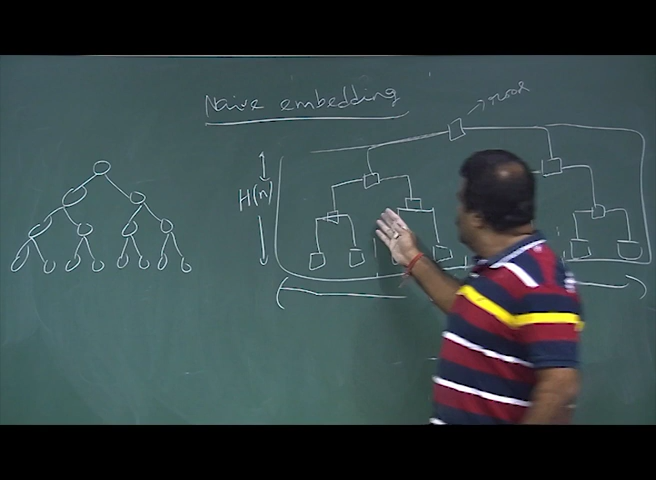 Naive embedding
→root
H(n)